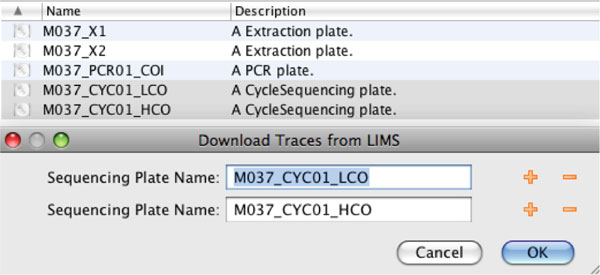 Name Description
M037_X1 A Extraction plate.
M037_X2 A Extraction plate.
M037_PCR01_COI A PCR plate.
M037_CYC01_LCO A CycleSequencing plate.
M037_CYC01_HCO A CycleSequencing plate.
Download Traces from LIMS
Sequencing Plate Name: M037_CYC01_LCO
Sequencing Plate Name: M037_CYC01_HCO
Cancel OK